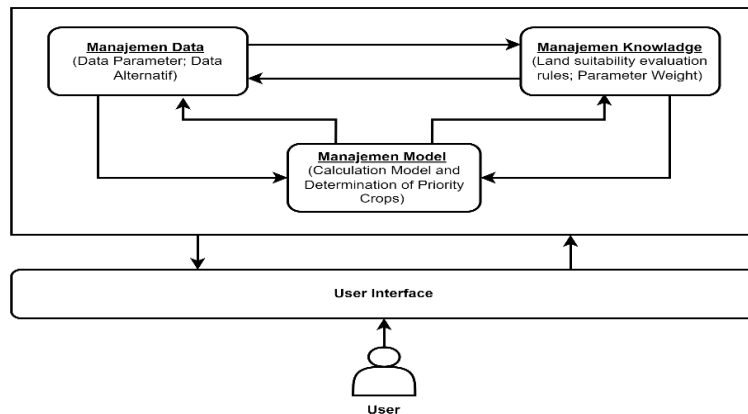 Manajemen Data
(Data Parameter; Data
Alternatif)
Manajemen Knowladge
(Land suitability evaluation
rules; Parameter Weight)
Manajemen Model
(Calculation Model and
Determination of Priority
Crops)
User Interface
User